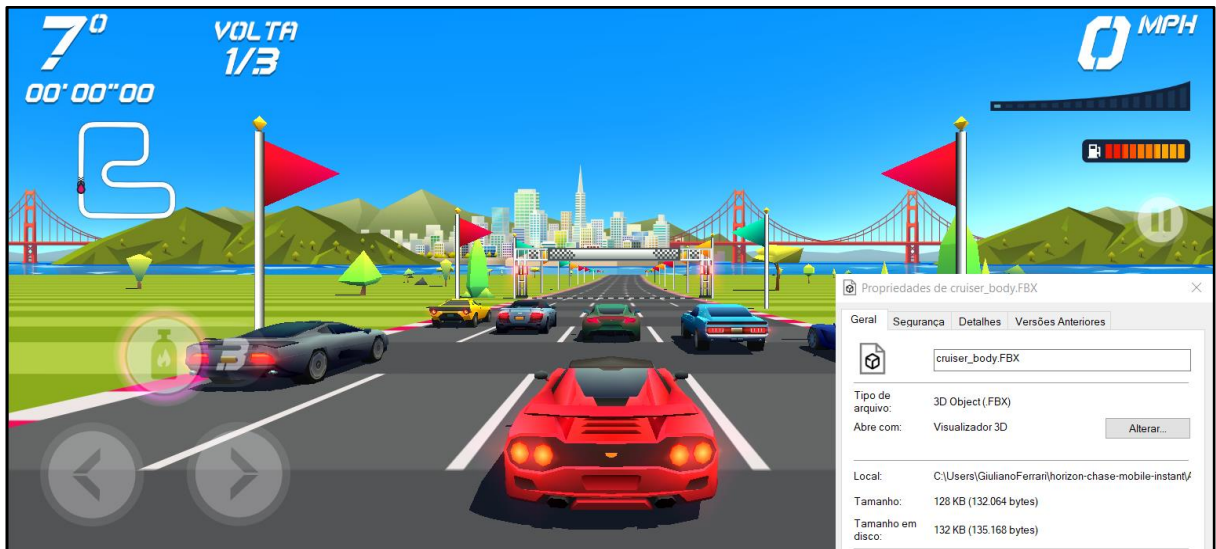 7º
VOLTA
1/3
00'00"00
0 MPH
3
Propriedades de cruiser_body.FBX
Geral Segurança Detalhes Versões Anteriores
cruiser_body.FBX
Tipo de arquivo: 3D Object (.FBX)
Abre com: Visualizador 3D Alterar...
Local: C:\Users\GiulianoFerrari\horizon-chase-mobile-instant\A
Tamanho: 128 KB (132.064 bytes)
Tamanho em disco: 132 KB (135.168 bytes)